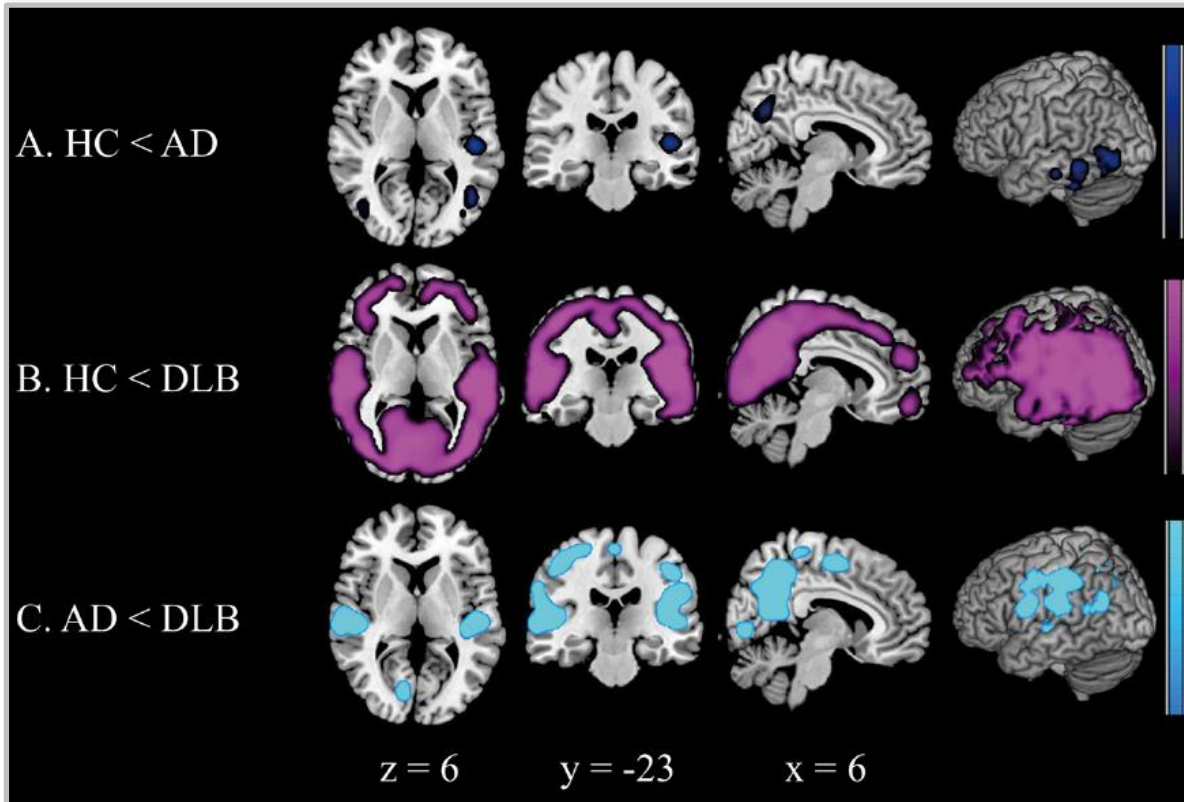 A. HC < AD
B. HC < DLB
C. AD < DLB
z = 6
y = -23
x = 6